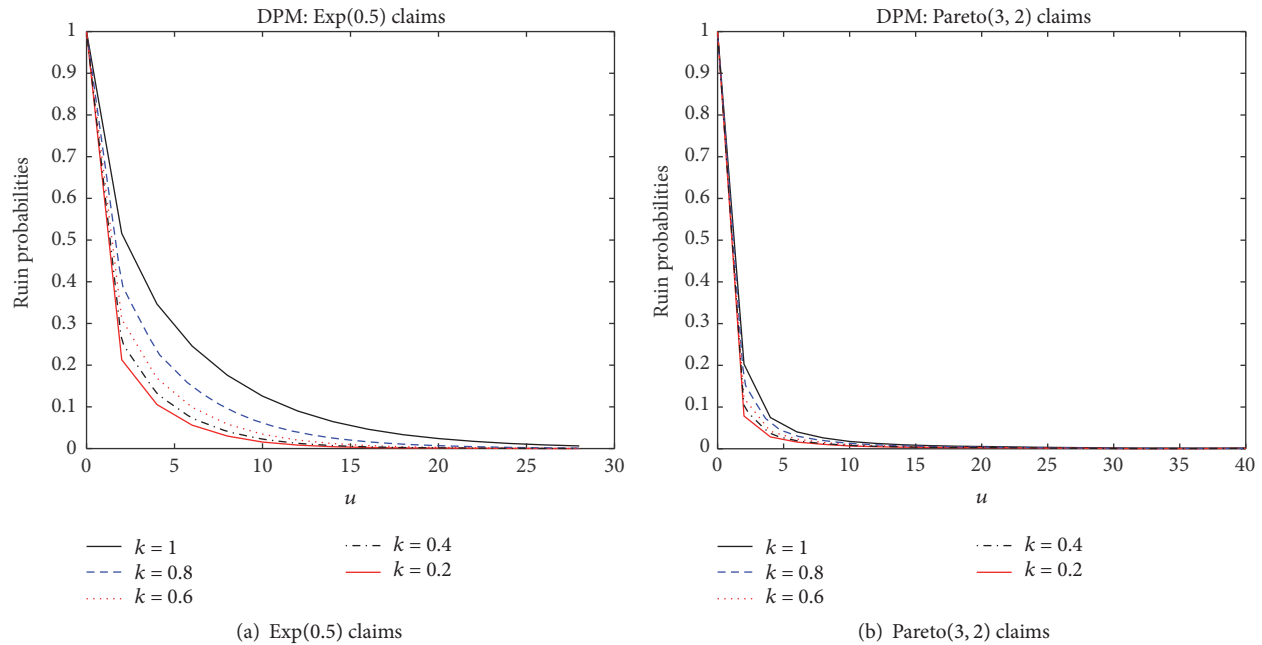 DPM: Exp(0.5) claims
1
0.9
0.8
0.7
0.6
0.5
0.4
0.3
0.2
0.1
0
Ruin probabilities
0 5 10 15 20 25 30
u
k = 1
k = 0.8
k = 0.6
k = 0.4
k = 0.2
(a) Exp(0.5) claims
DPM: Pareto(3, 2) claims
1
0.9
0.8
0.7
0.6
0.5
0.4
0.3
0.2
0.1
0
Ruin probabilities
0 5 10 15 20 25 30 35 40
u
k = 1
k = 0.8
k = 0.6
k = 0.4
k = 0.2
(b) Pareto(3, 2) claims